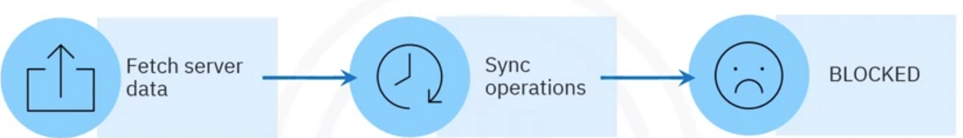 Fetch server
data
Sync
operations
BLOCKED